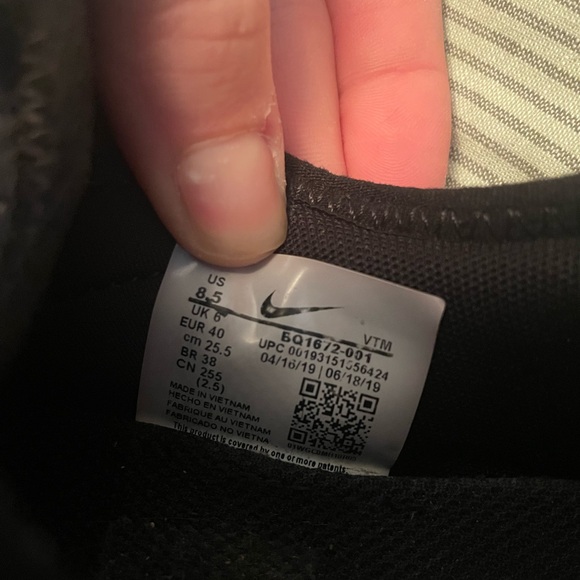 US
8.5
UK 6
EUR 40
cm 25.5
BR 38
CN 255
(2.5)
BQ1672-001 VTM
UPC 00193151556424
04/16/19 | 06/18/19
MADE IN VIETNAM
HECHO EN VIETNAM
FABRIQUE AU VIETNAM
FABRICADO NO VIETNA
This product is covered by one or more patents.